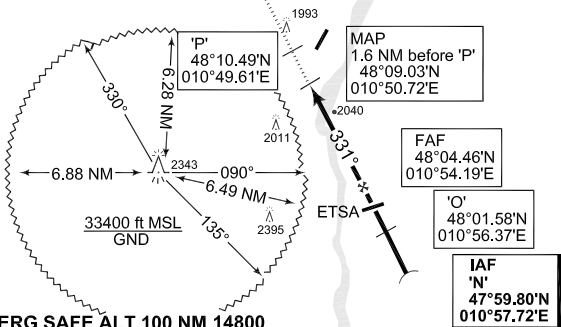 1993
'P'
48°10.49'N
010°49.61'E
MAP
1.6 NM before 'P'
48°09.03'N
010°50.72'E
330°
6.28 NM
2040
2011
331°
FAF
48°04.46'N
010°54.19'E
2343
6.88 NM
090°
6.49 NM
'O'
48°01.58'N
010°56.37'E
ETSA
33400 ft MSL
GND
135°
2395
IAF
'N'
47°59.80'N
010°57.72'E
ERG SAFE ALT 100 NM 14800